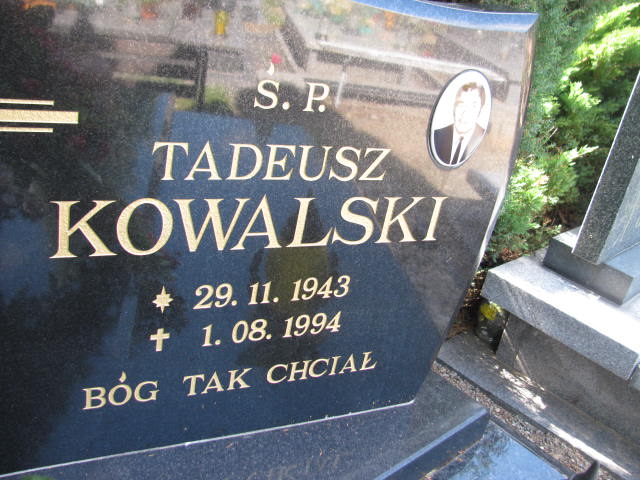 Ś. P.
TADEUSZ
KOWALSKI
29. 11. 1943
1. 08. 1994
BÓG TAK CHCIAŁ